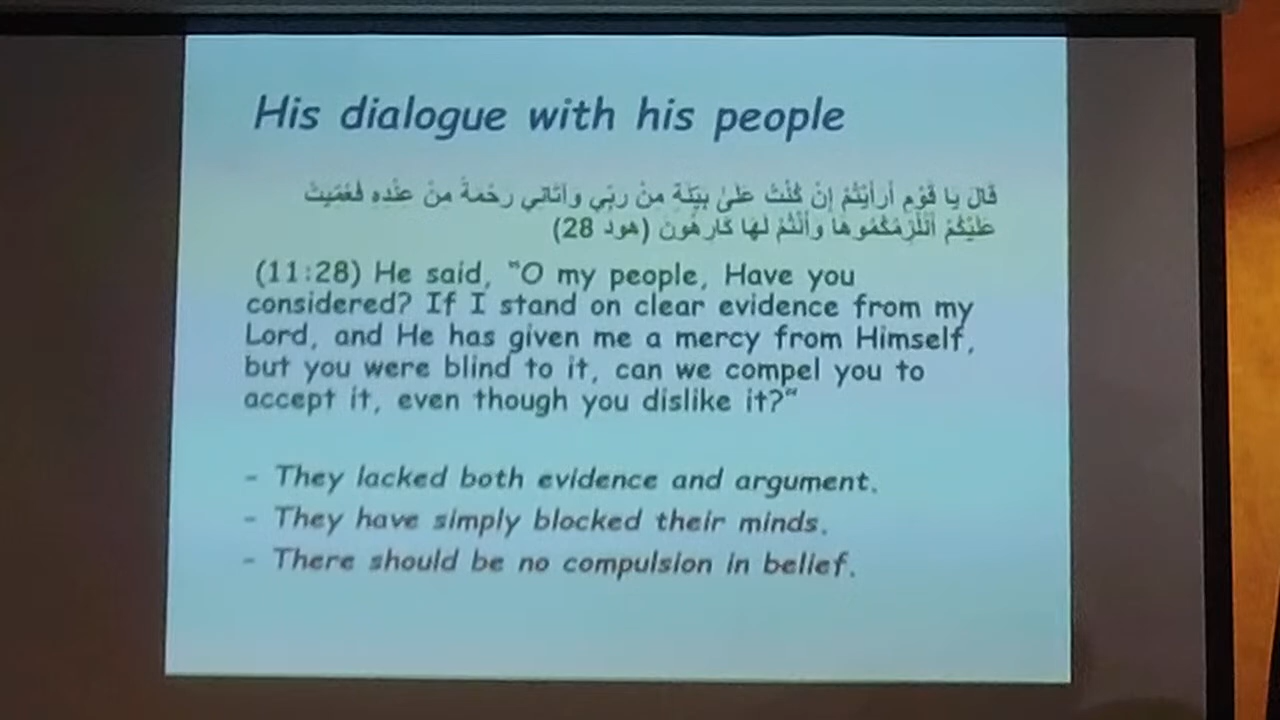 His dialogue with his people
قَالَ يَا قَوْمِ أَرَأَيْتُمْ إِنْ كُنْتُ عَلَىٰ بَيِّنَةٍ مِنْ رَبِّي وَآتَانِي رَحْمَةً مِنْ عِنْدِهِ فَعُمِّيَتْ
عَلَيْكُمْ أَنُلْزِمُكُمُوهَا وَأَنْتُمْ لَهَا كَارِهُونَ (هود 28)
(11:28) He said, "O my people, Have you
considered? If I stand on clear evidence from my
Lord, and He has given me a mercy from Himself,
but you were blind to it, can we compel you to
accept it, even though you dislike it?"
- They lacked both evidence and argument.
- They have simply blocked their minds.
- There should be no compulsion in belief.